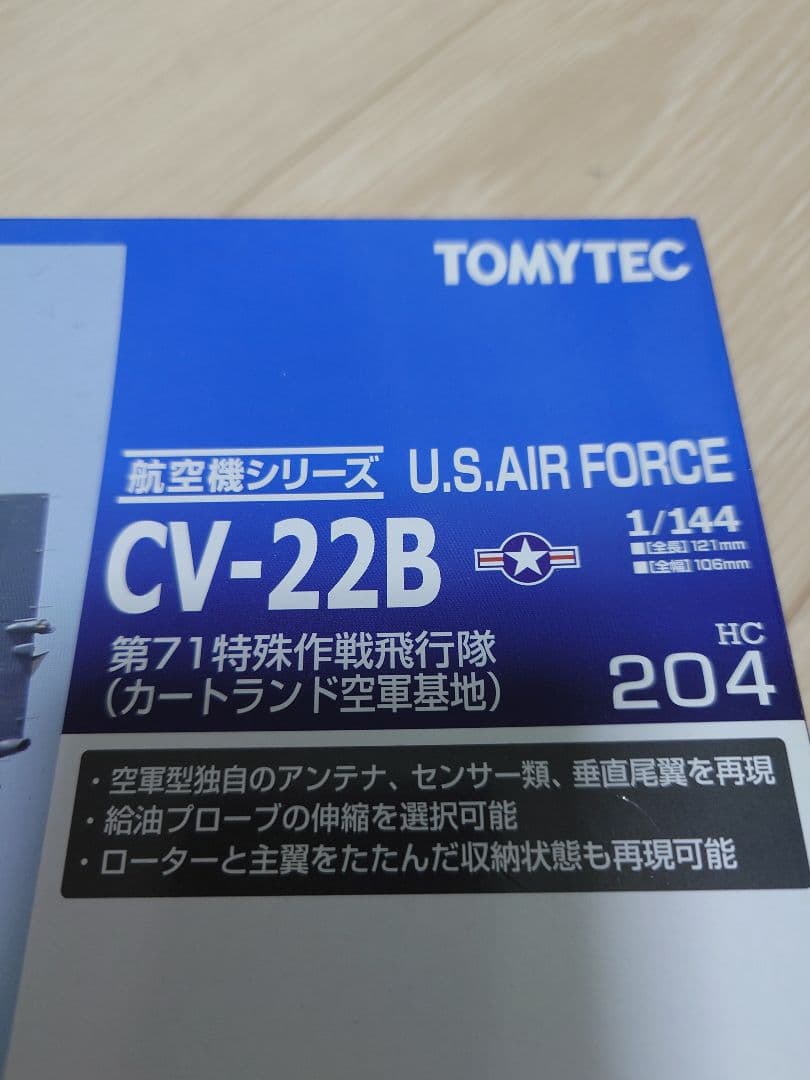 TOMYTEC
航空機シリーズ U.S.AIR FORCE
CV-22B
1/144
■[全長]121mm
■[全幅]106mm
第71特殊作戦飛行隊
(カートランド空軍基地)
HC
204
・空軍型独自のアンテナ、センサー類、垂直尾翼を再現
・給油プローブの伸縮を選択可能
・ローターと主翼をたたんだ収納状態も再現可能